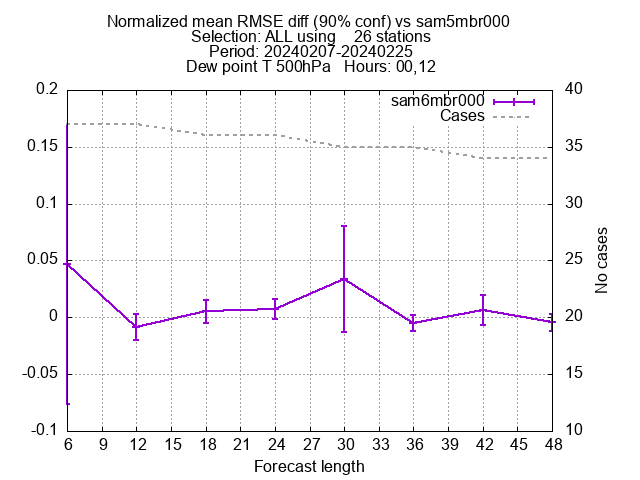 Normalized mean RMSE diff (90% conf) vs sam5mbr000
Selection: ALL using    26 stations
Period: 20240207-20240225
Dew point T 500hPa   Hours: 00,12
sam6mbr000
Cases
0.2
0.15
0.1
0.05
0
-0.05
-0.1
40
35
30
25
20
15
10
No cases
6 9 12 15 18 21 24 27 30 33 36 39 42 45 48
Forecast length